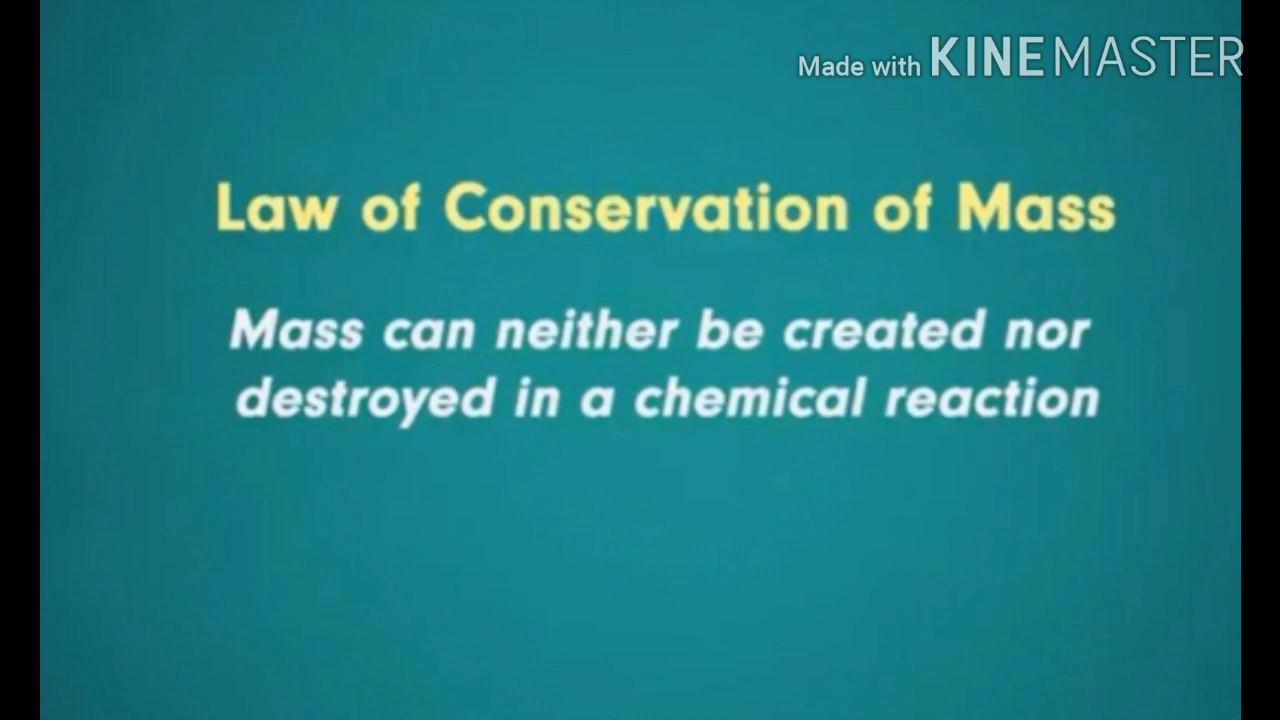 Made with KINEMASTER
Law of Conservation of Mass
Mass can neither be created nor
destroyed in a chemical reaction